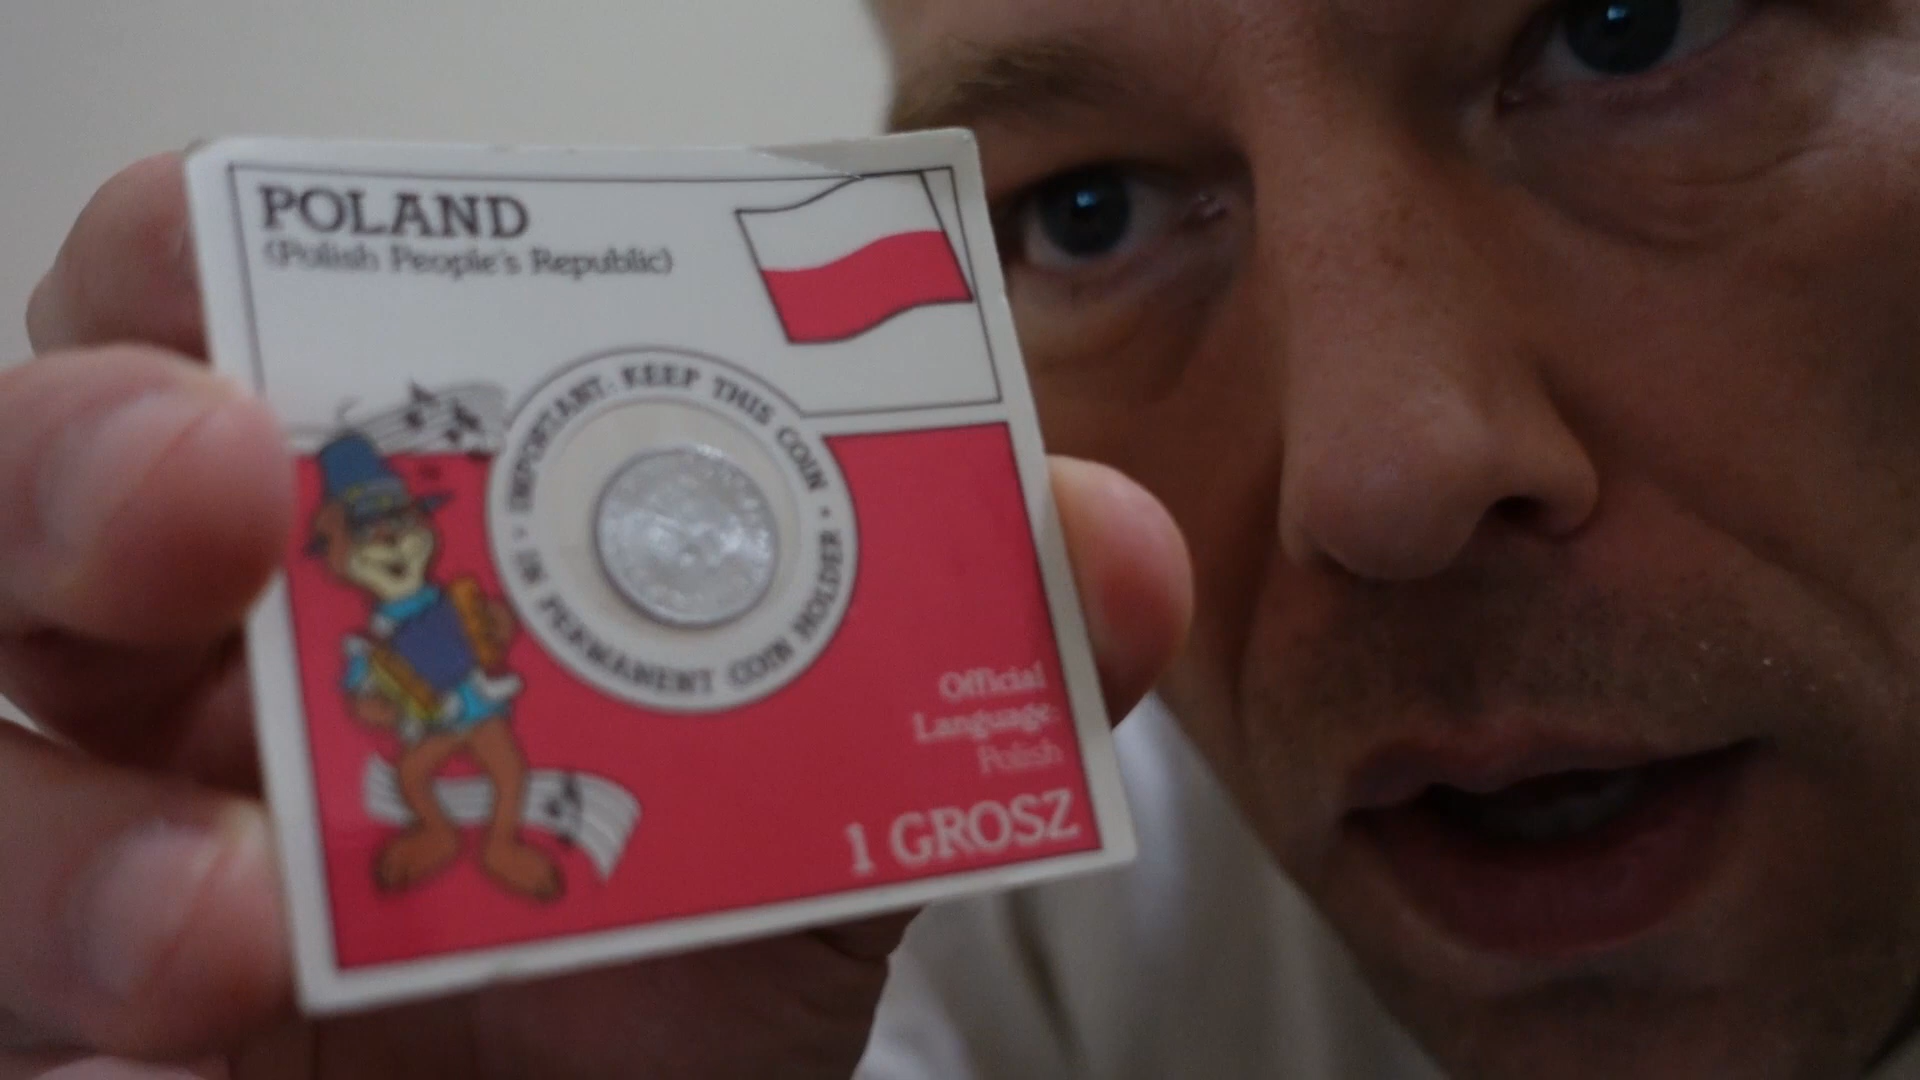 POLAND
(Polish People's Republic)
IMPORTANT: KEEP THIS COIN
• IN PERMANENT COIN HOLDER •
Official
Language:
Polish
1 GROSZ